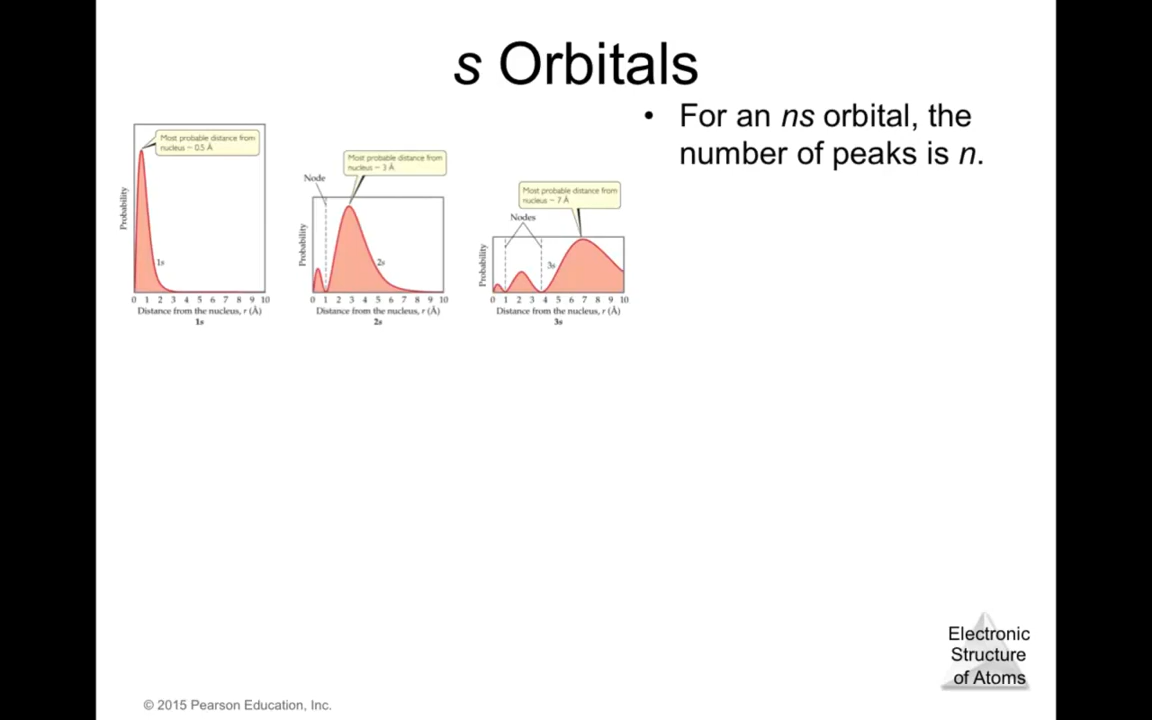 s Orbitals
• For an ns orbital, the
number of peaks is n.
Most probable distance from
nucleus ~ 0.5 Å
Probability
1s
0 1 2 3 4 5 6 7 8 9 10
Distance from the nucleus, r (Å)
1s
Most probable distance from
nucleus ~ 3 Å
Node
Probability
2s
0 1 2 3 4 5 6 7 8 9 10
Distance from the nucleus, r (Å)
2s
Most probable distance from
nucleus ~ 7 Å
Nodes
Probability
3s
0 1 2 3 4 5 6 7 8 9 10
Distance from the nucleus, r (Å)
3s
Electronic
Structure
of Atoms
© 2015 Pearson Education, Inc.